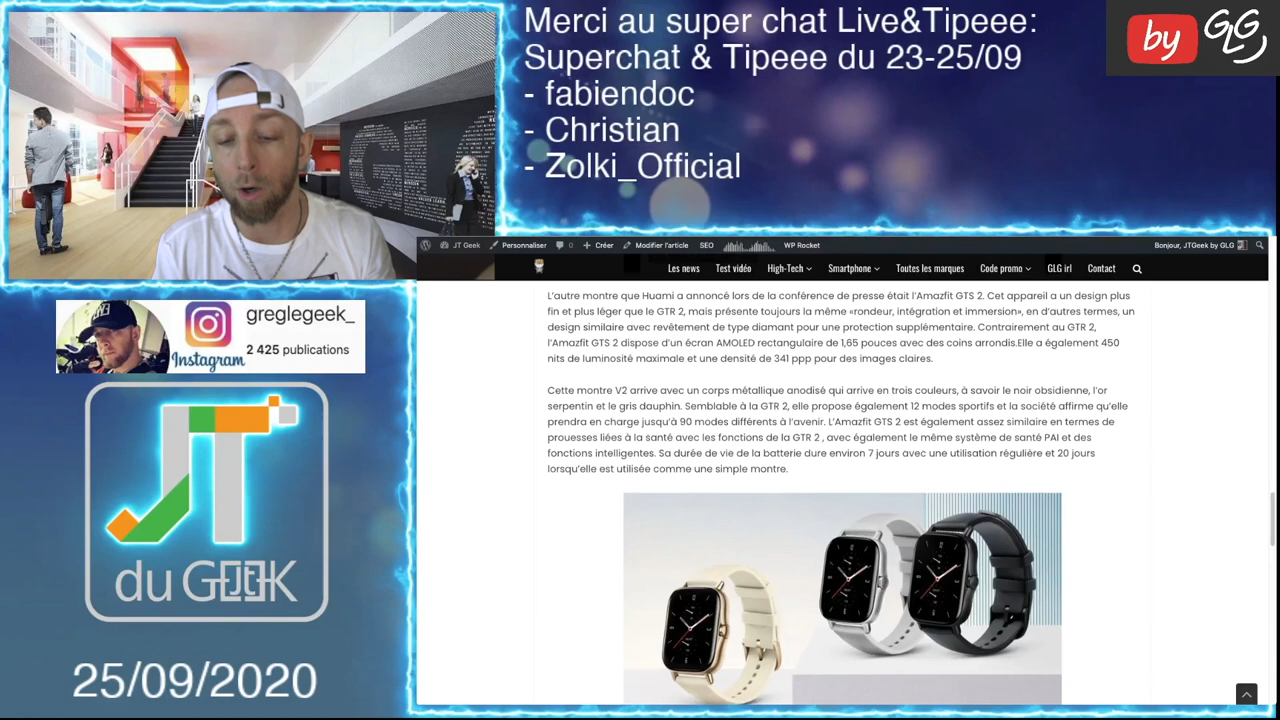 Merci au super chat Live&Tipeee:
Superchat & Tipeee du 23-25/09
- fabiendoc
- Christian
- Zolki_Official
by GLG
JT Geek Personnaliser 0 Créer Modifier l'article SEO WP Rocket Bonjour, JTGeek by GLG
Les news Test vidéo High-Tech Smartphone Toutes les marques Code promo GLG irl Contact
L'autre montre que Huami a annoncé lors de la conférence de presse était l'Amazfit GTS 2. Cet appareil a un design plus
fin et plus léger que le GTR 2, mais présente toujours la même «rondeur, intégration et immersion», en d'autres termes, un
design similaire avec revêtement de type diamant pour une protection supplémentaire. Contrairement au GTR 2,
l'Amazfit GTS 2 dispose d'un écran AMOLED rectangulaire de 1,65 pouces avec des coins arrondis.Elle a également 450
nits de luminosité maximale et une densité de 341 ppp pour des images claires.
Cette montre V2 arrive avec un corps métallique anodisé qui arrive en trois couleurs, à savoir le noir obsidienne, l'or
serpentin et le gris dauphin. Semblable à la GTR 2, elle propose également 12 modes sportifs et la société affirme qu'elle
prendra en charge jusqu'à 90 modes différents à l'avenir. L'Amazfit GTS 2 est également assez similaire en termes de
prouesses liées à la santé avec les fonctions de la GTR 2 , avec également le même système de santé PAI et des
fonctions intelligentes. Sa durée de vie de la batterie dure environ 7 jours avec une utilisation régulière et 20 jours
lorsqu'elle est utilisée comme une simple montre.
greglegeek_
2 425 publications
Instagram
JT
du GEEK
25/09/2020